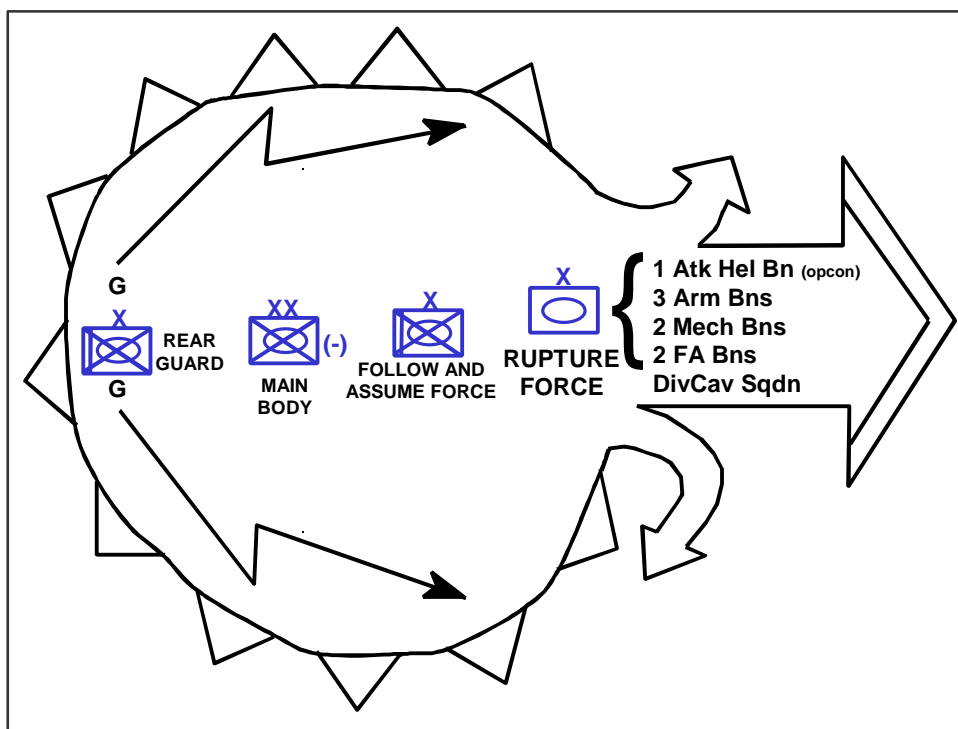 G
X
REAR
GUARD
G
XX
(-)
MAIN
BODY
X
FOLLOW AND
ASSUME FORCE
X
RUPTURE
FORCE
1 Atk Hel Bn (opcon)
3 Arm Bns
2 Mech Bns
2 FA Bns
DivCav Sqdn